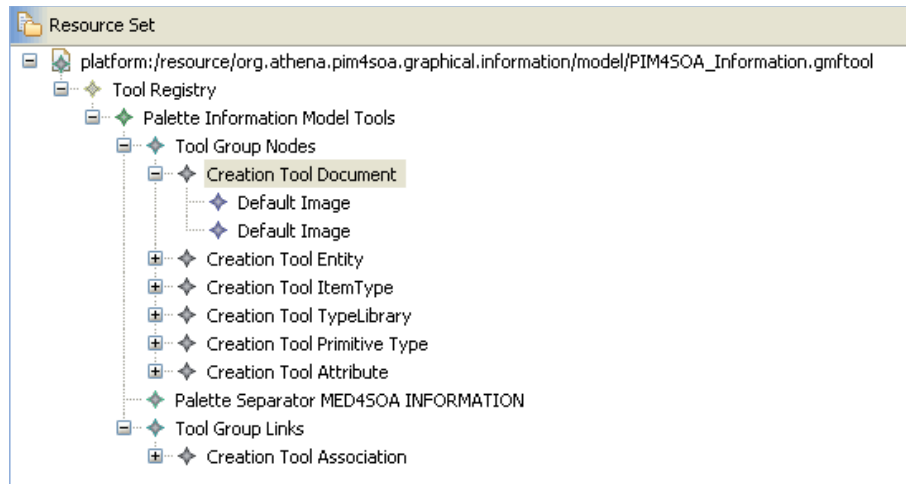 Resource Set
platform:/resource/org.athena.pim4soa.graphical.information/model/PIM4SOA_Information.gmftool
Tool Registry
Palette Information Model Tools
Tool Group Nodes
Creation Tool Document
Default Image
Default Image
Creation Tool Entity
Creation Tool ItemType
Creation Tool TypeLibrary
Creation Tool Primitive Type
Creation Tool Attribute
Palette Separator MED4SOA INFORMATION
Tool Group Links
Creation Tool Association